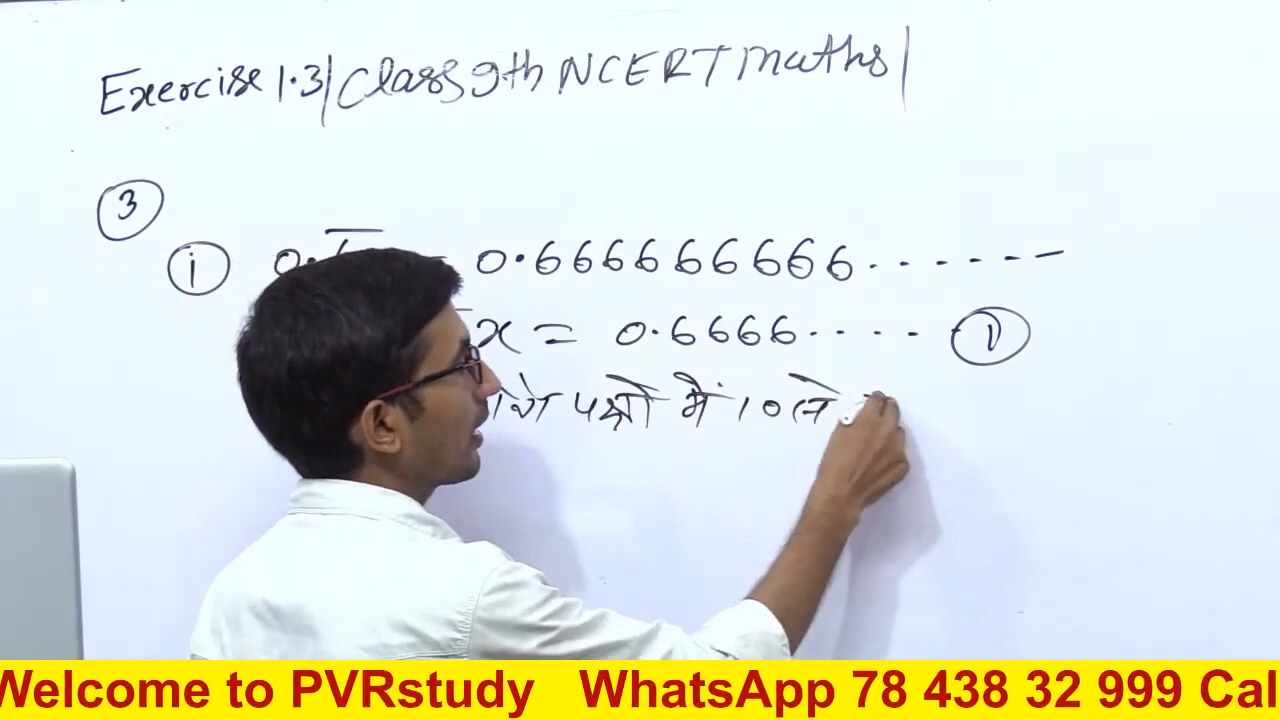 Exercise 1.3| Class 9th NCERT Maths |
3
i 0. = 0.666666666.......
x = 0.6666.... 1
पक्षो में 10 से
Welcome to PVRstudy WhatsApp 78 438 32 999 Cal